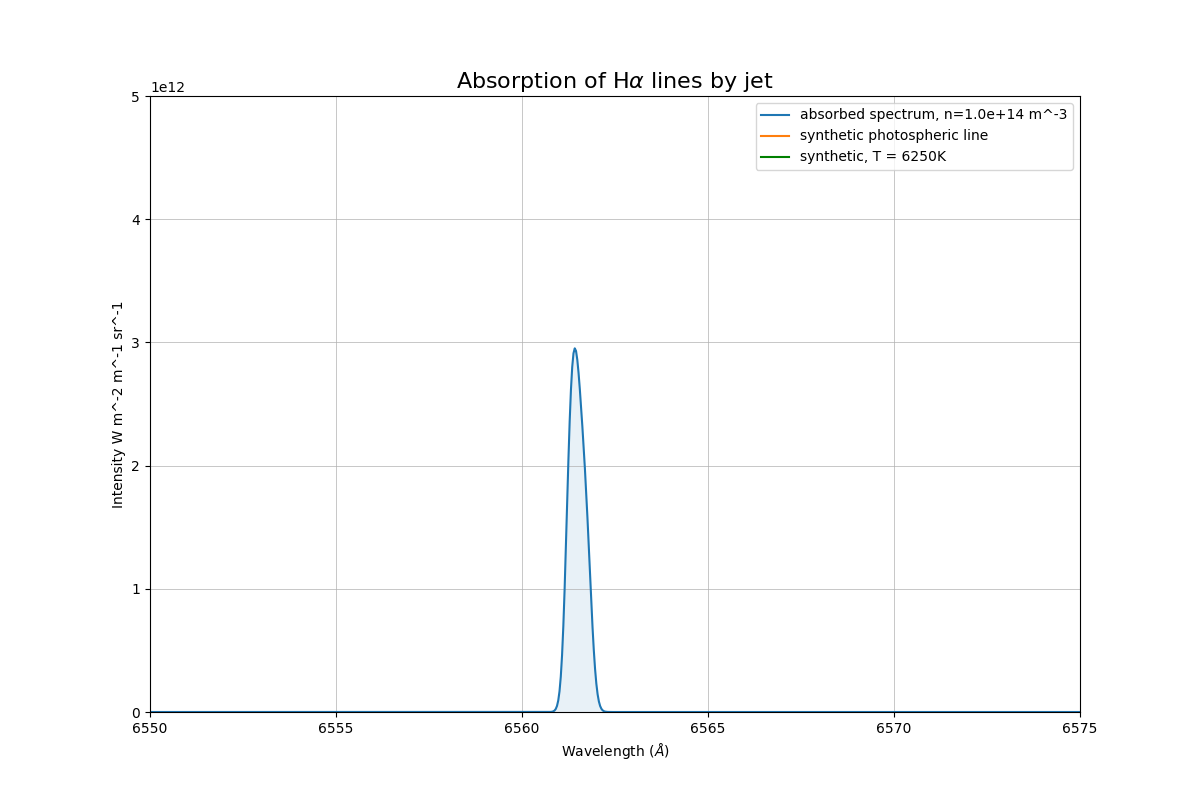 Absorption of Hα lines by jet
1e12
absorbed spectrum, n=1.0e+14 m^-3
synthetic photospheric line
synthetic, T = 6250K
5
4
3
2
1
0
Intensity W m^-2 m^-1 sr^-1
6550 6555 6560 6565 6570 6575
Wavelength (Å)